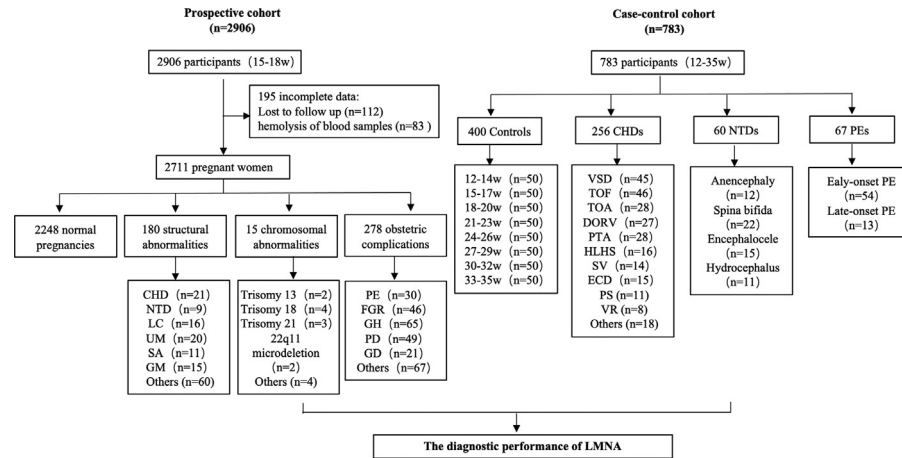 Prospective cohort
(n=2906)
2906 participants (15-18w)
195 incomplete data:
Lost to follow up (n=112)
hemolysis of blood samples (n=83 )
2711 pregnant women
2248 normal
pregnancies
180 structural
abnormalities
15 chromosomal
abnormalities
278 obstetric
complications
CHD (n=21)
NTD (n=9)
LC (n=16)
UM (n=20)
SA (n=11)
GM (n=15)
Others (n=60)
Trisomy 13 (n=2)
Trisomy 18 (n=4)
Trisomy 21 (n=3)
22q11
microdeletion
(n=2)
Others (n=4)
PE (n=30)
FGR (n=46)
GH (n=65)
PD (n=49)
GD (n=21)
Others (n=67)
Case-control cohort
(n=783)
783 participants (12-35w)
400 Controls
256 CHDs
60 NTDs
67 PEs
12-14w (n=50)
15-17w (n=50)
18-20w (n=50)
21-23w (n=50)
24-26w (n=50)
27-29w (n=50)
30-32w (n=50)
33-35w (n=50)
VSD (n=45)
TOF (n=46)
TOA (n=28)
DORV (n=27)
PTA (n=28)
HLHS (n=16)
SV (n=14)
ECD (n=15)
PS (n=11)
VR (n=8)
Others (n=18)
Anencephaly
(n=12)
Spina bifida
(n=22)
Encephalocele
(n=15)
Hydrocephalus
(n=11)
Ealy-onset PE
(n=54)
Late-onset PE
(n=13)
The diagnostic performance of LMNA